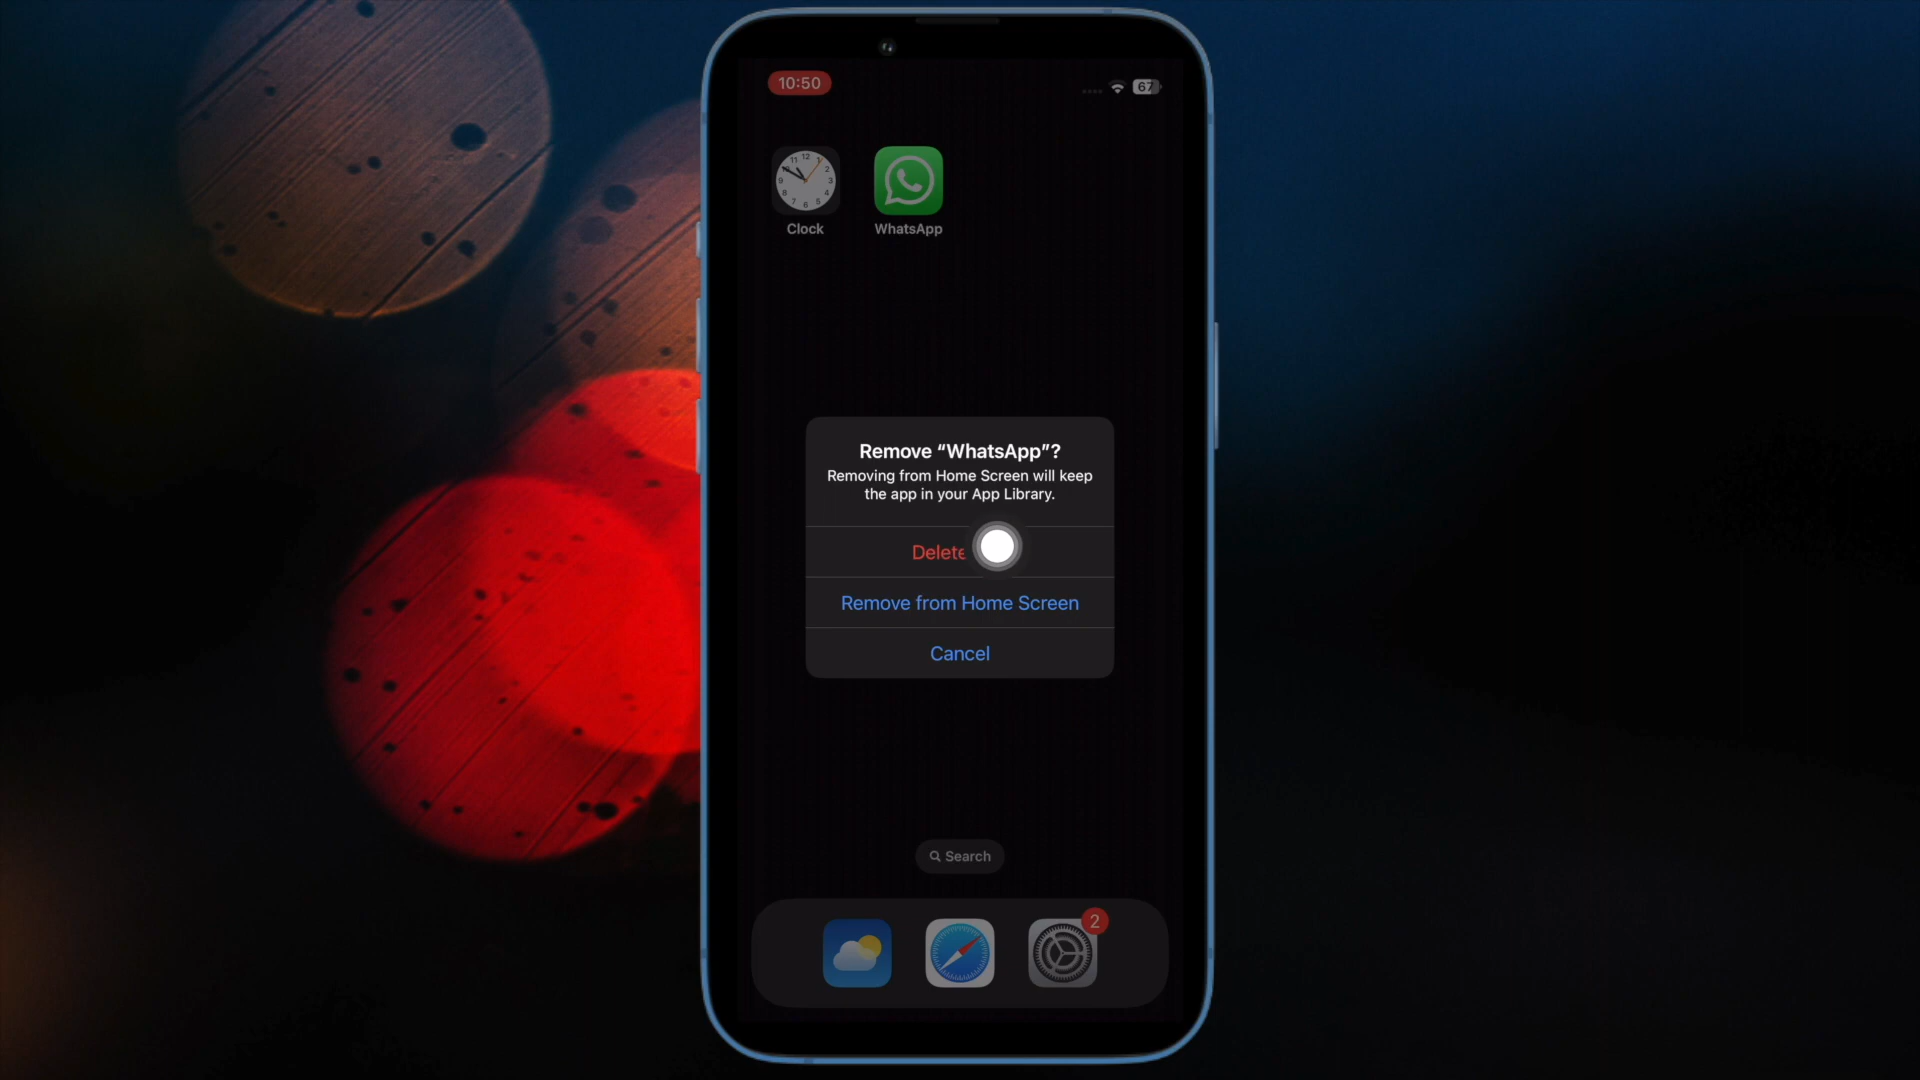 10:50
67
Clock
WhatsApp
Remove “WhatsApp”?
Removing from Home Screen will keep
the app in your App Library.
Delete
Remove from Home Screen
Cancel
Search
2